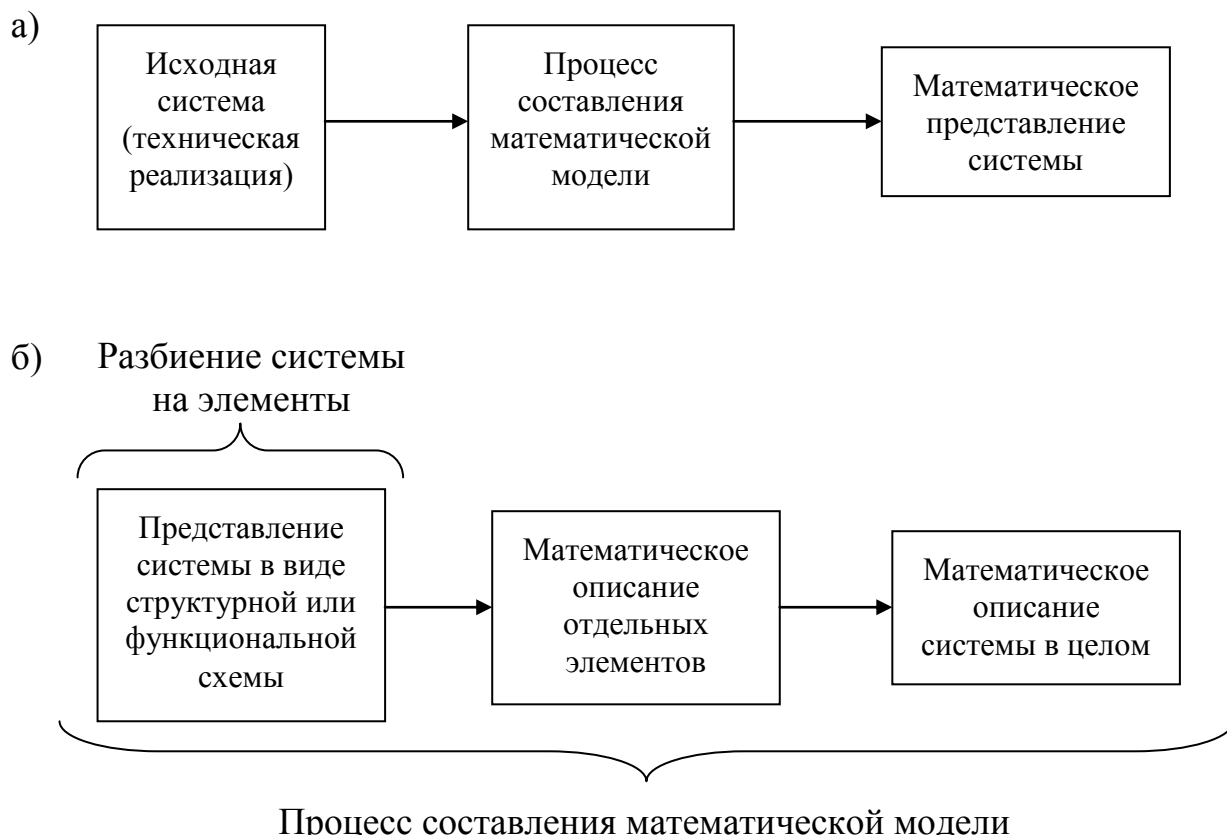 а)
Исходная
система
(техническая
реализация)
Процесс
составления
математической
модели
Математическое
представление
системы
б)
Разбиение системы
на элементы
Представление
системы в виде
структурной или
функциональной
схемы
Математическое
описание
отдельных
элементов
Математическое
описание
системы в целом
Процесс составления математической модели